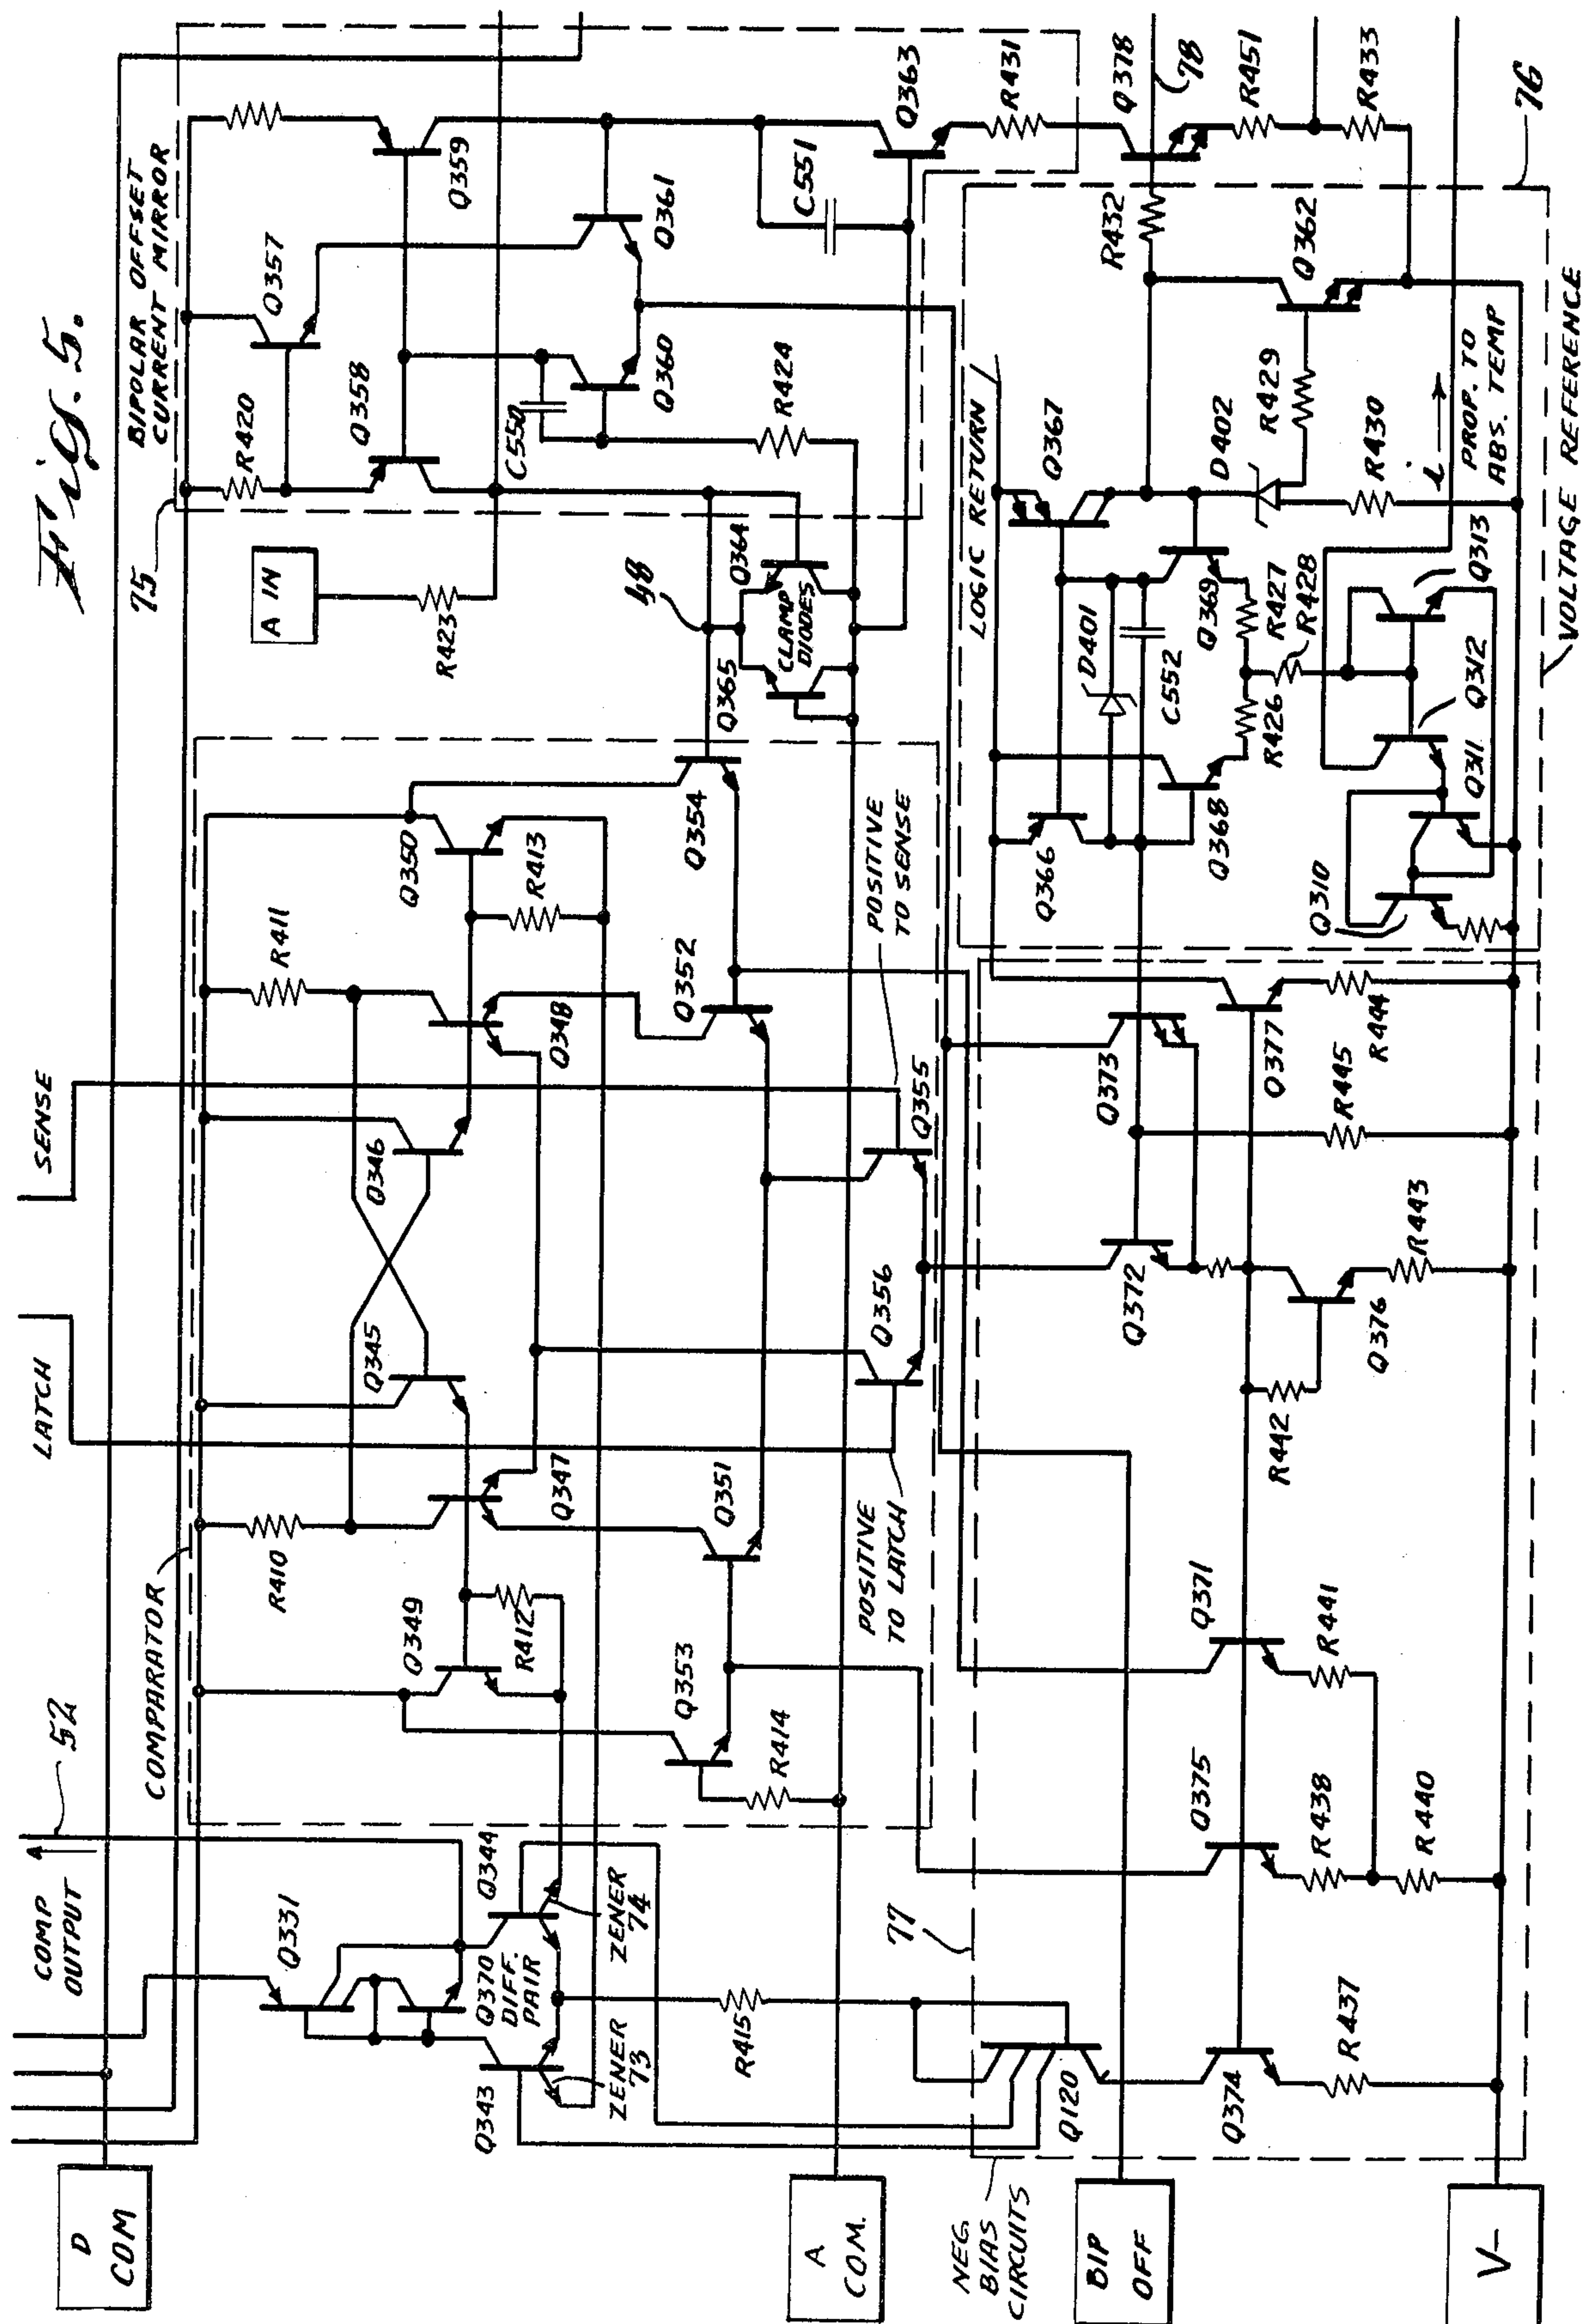 Fig. 5.
75
BIPOLAR OFFSET
CURRENT MIRROR
R420
Q357
Q358
Q359
C550
Q360
Q361
R424
C551
Q363
R431
Q378
78
R451
R433
76
A IN
R423
48
Q365
Q364
CLAMP
DIODES
LOGIC RETURN
Q367
R432
Q362
D402
R429
R430
i
PROP. TO
ABS. TEMP
VOLTAGE REFERENCE
Q366
D401
C552
Q369
R427
R428
R426
Q368
Q313
Q312
Q311
Q310
SENSE
LATCH
COMPARATOR
R411
Q350
R413
Q354
Q346
Q348
Q352
POSITIVE
TO SENSE
Q355
Q345
Q356
R410
Q347
Q351
POSITIVE
TO LATCH
Q349
R412
Q353
R414
52
COMP
OUTPUT
Q331
Q344
Q370
DIFF.
PAIR
ZENER
74
Q343
ZENER
73
R415
77
Q373
Q377
R445
R444
Q372
R443
Q376
R442
Q371
R441
Q375
R438
R440
Q120
Q374
R437
D
COM
A
COM.
NEG.
BIAS
CIRCUITS
BIP
OFF
V-